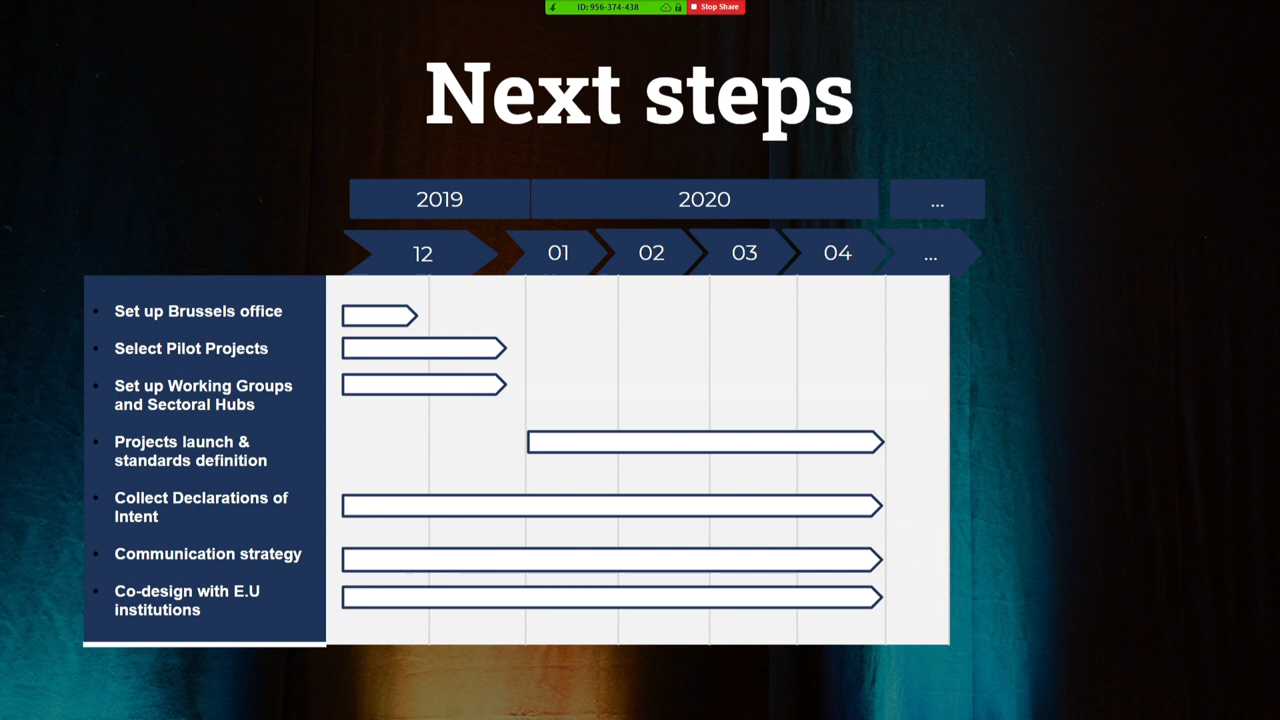 ID: 956-374-438
Stop Share
Next steps
2019
2020
...
12
01
02
03
04
...
Set up Brussels office
Select Pilot Projects
Set up Working Groups
and Sectoral Hubs
Projects launch &
standards definition
Collect Declarations of
Intent
Communication strategy
Co-design with E.U
institutions